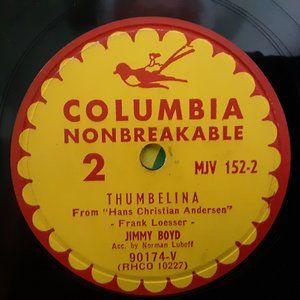 COLUMBIA
NONBREAKABLE
2
MJV 152-2
THUMBELINA
From "Hans Christian Andersen"
- Frank Loesser -
JIMMY BOYD
Acc. by Norman Luboff
90174-V
(RHCO 10227)